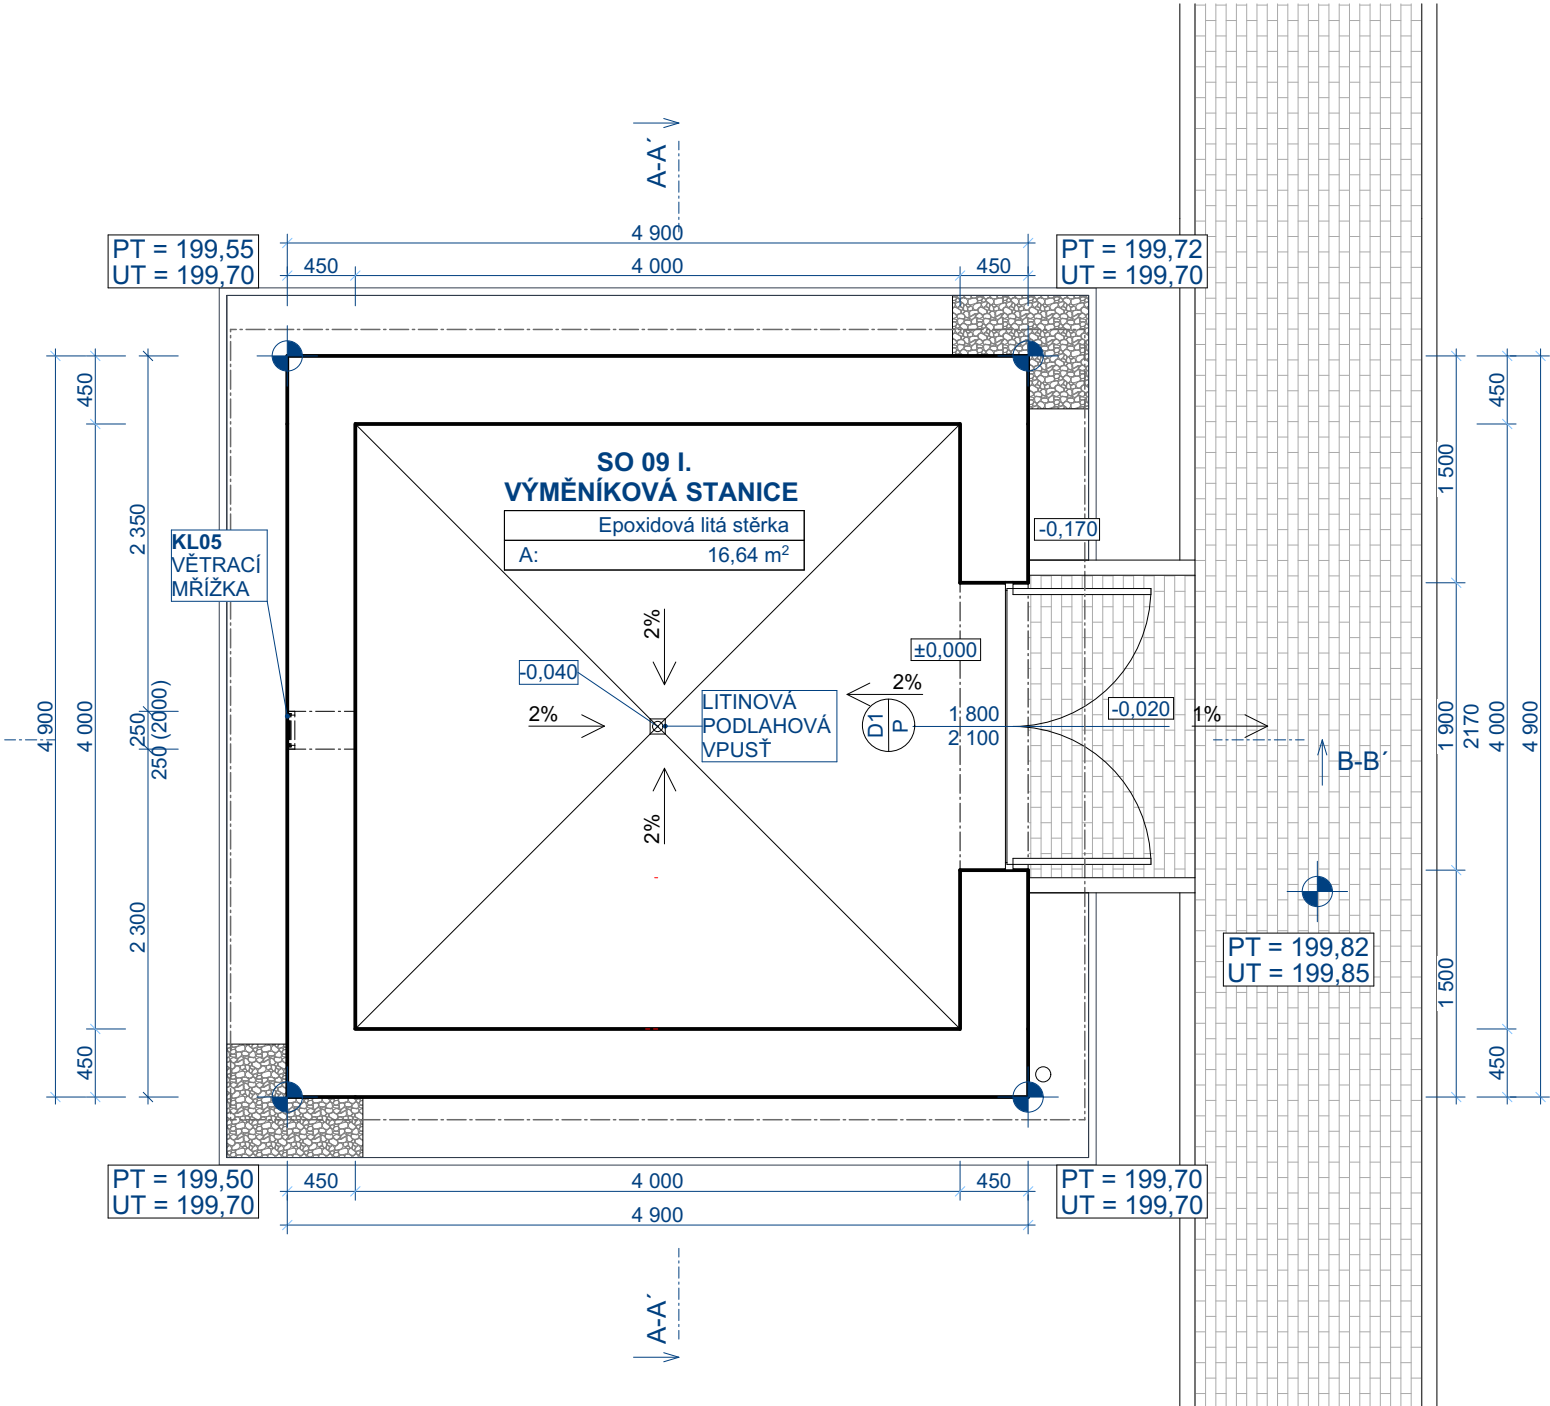 A-A´
4 900
PT = 199,55
UT = 199,70
450
4 000
450
PT = 199,72
UT = 199,70
450
450
SO 09 I.
VÝMĚNÍKOVÁ STANICE
Epoxidová litá stěrka
A: 16,64 m²
2 350
1 500
-0,170
KL05
VĚTRACÍ
MŘÍŽKA
2%
±0,000
-0,040
2%
LITINOVÁ
PODLAHOVÁ
VPUSŤ
2%
D1
P
1 800
2 100
-0,020
1%
4 900
4 000
250
250 (2000)
1 900
2170
4 000
4 900
B-B´
2%
2 300
PT = 199,82
UT = 199,85
1 500
450
450
PT = 199,50
UT = 199,70
450
4 000
450
PT = 199,70
UT = 199,70
4 900
A-A´